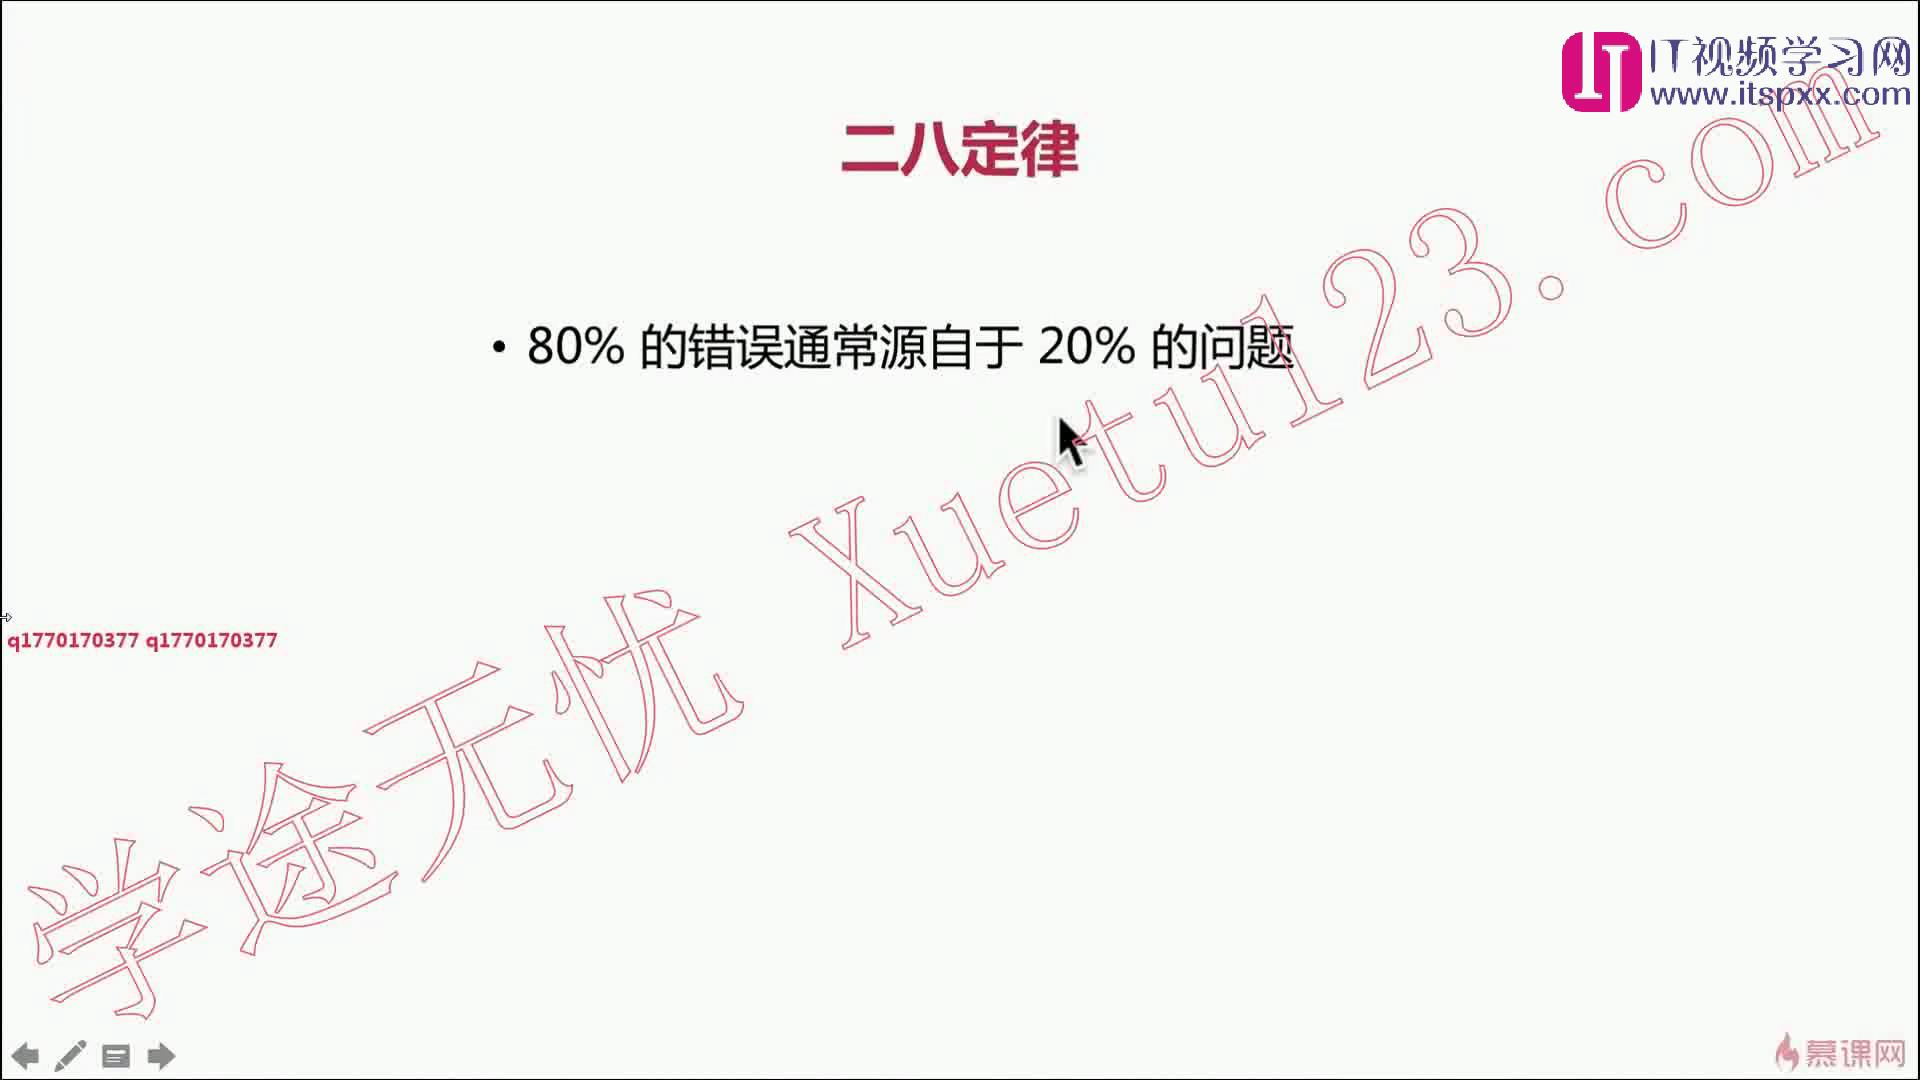 IT视频学习网
www.itspxx.com
二八定律
• 80% 的错误通常源自于 20% 的问题
学途无忧 Xuetu123.com
q1770170377 q1770170377
慕课网